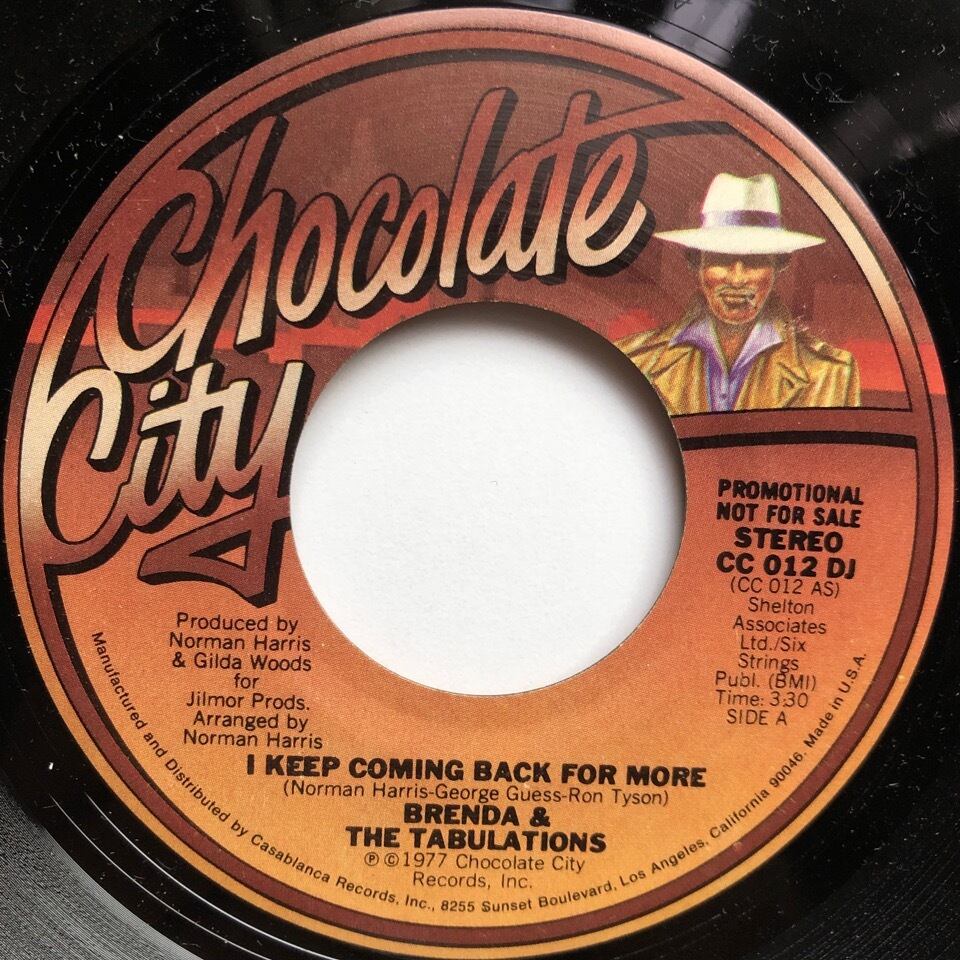 Chocolate
City
PROMOTIONAL
NOT FOR SALE
STEREO
CC 012 DJ
(CC 012 AS)
Shelton
Associates
Ltd./Six
Strings
Publ. (BMI)
Time: 3:30
SIDE A
Produced by
Norman Harris
& Gilda Woods
for
Jilmor Prods.
Arranged by
Norman Harris
I KEEP COMING BACK FOR MORE
(Norman Harris-George Guess-Ron Tyson)
BRENDA &
THE TABULATIONS
℗ ©1977 Chocolate City
Records, Inc.
Manufactured and Distributed by Casablanca Records, Inc., 8255 Sunset Boulevard, Los Angeles, California 90046. Made in U.S.A.